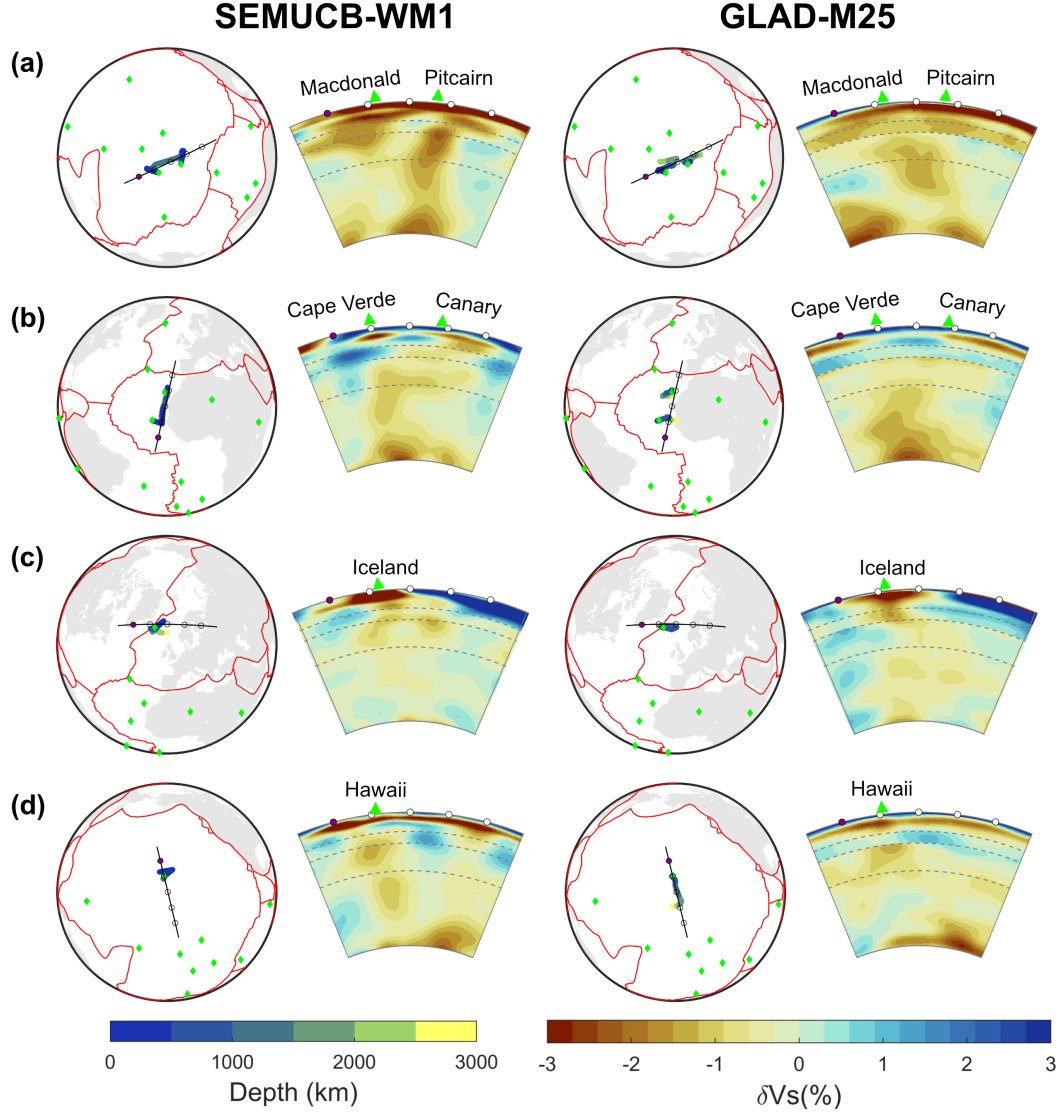 SEMUCB-WM1 GLAD-M25
(a)
Macdonald Pitcairn Macdonald Pitcairn
(b)
Cape Verde Canary Cape Verde Canary
(c)
Iceland Iceland
(d)
Hawaii Hawaii
0 1000 2000 3000 -3 -2 -1 0 1 2 3
Depth (km) δVs(%)